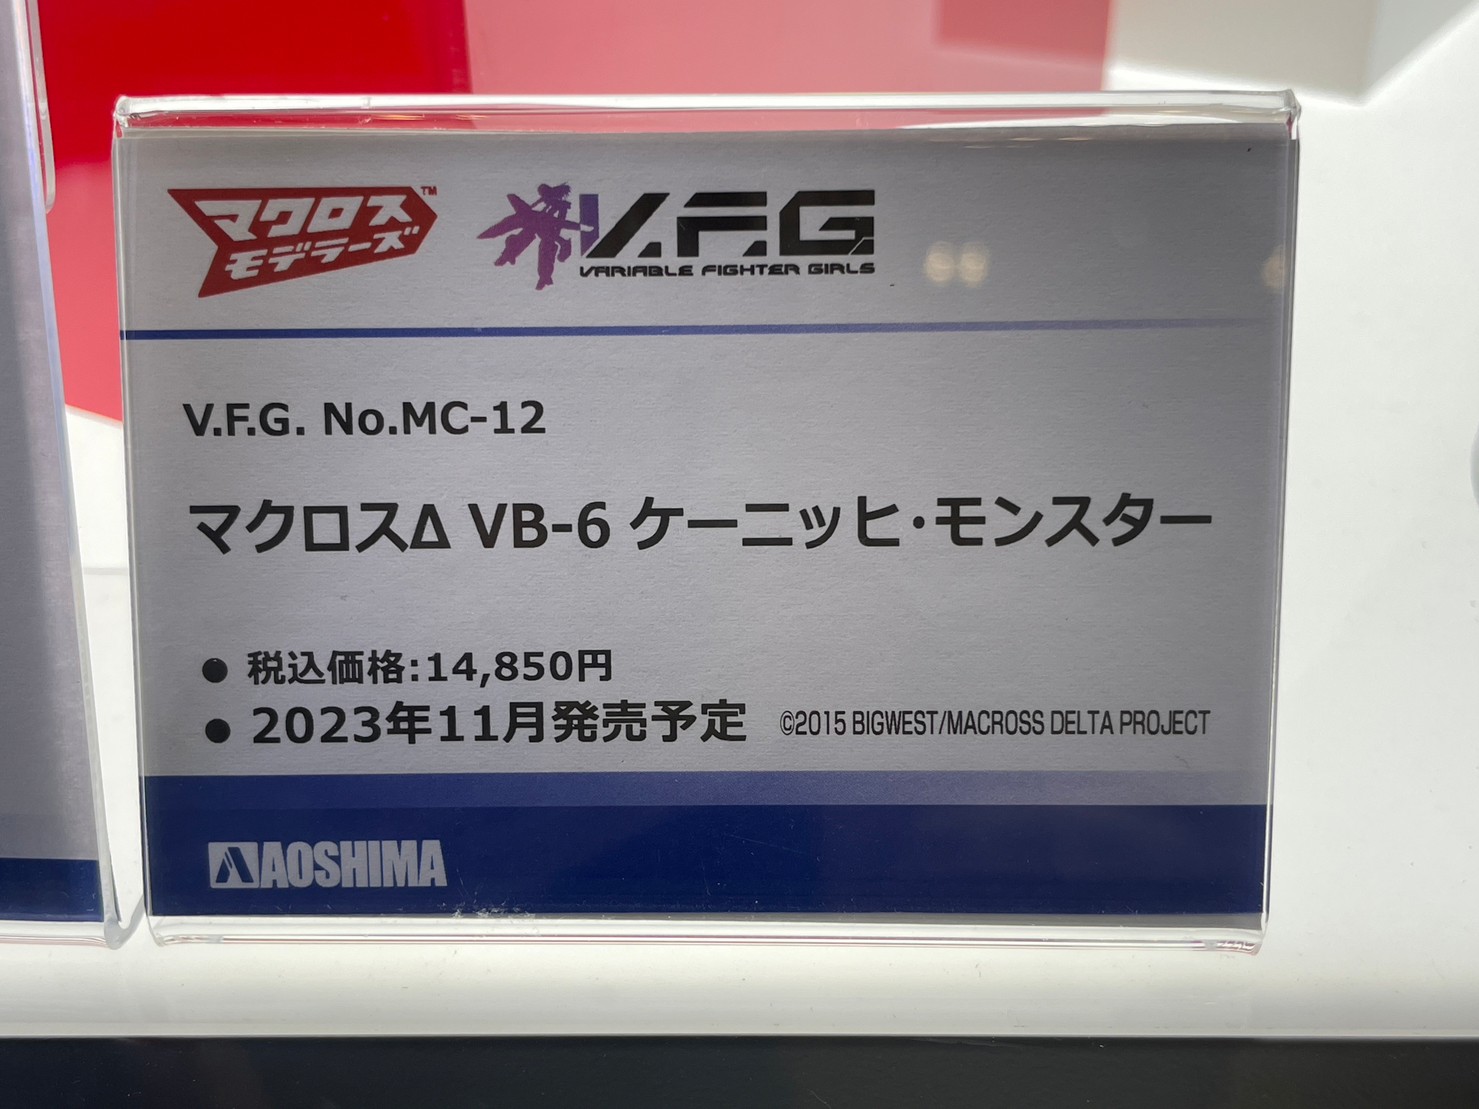 マクロス™
モデラーズ
V.F.G.
VARIABLE FIGHTER GIRLS
V.F.G. No.MC-12
マクロスΔ VB-6 ケーニッヒ・モンスター
● 税込価格:14,850円
● 2023年11月発売予定 ©2015 BIGWEST/MACROSS DELTA PROJECT
AOSHIMA